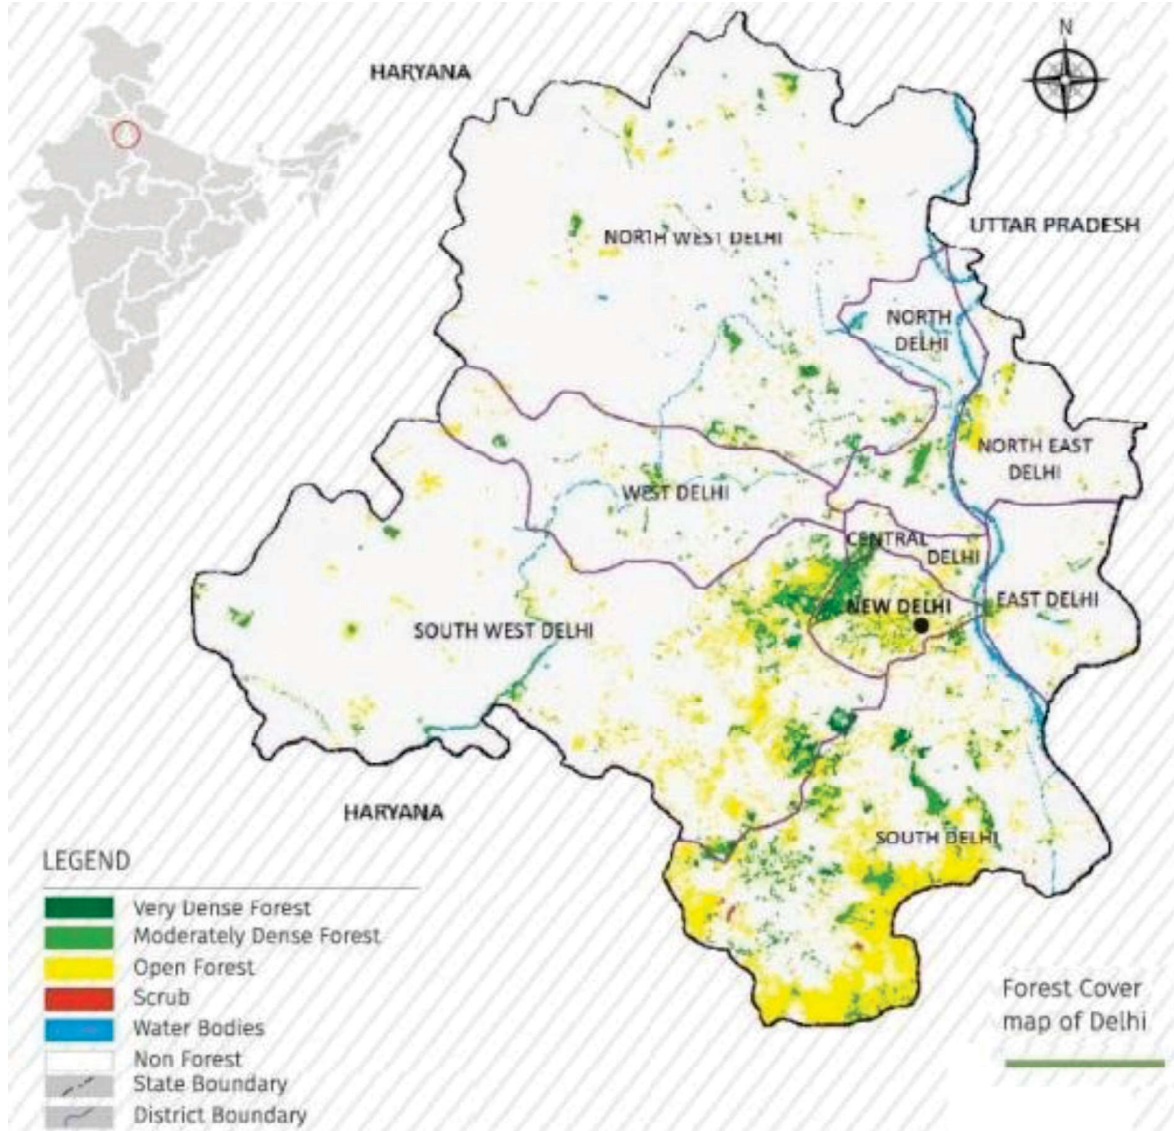 N
HARYANA
UTTAR PRADESH
NORTH WEST DELHI
NORTH
DELHI
NORTH EAST
DELHI
WEST DELHI
CENTRAL
DELHI
NEW DELHI
EAST DELHI
SOUTH WEST DELHI
HARYANA
SOUTH DELHI
LEGEND
Very Dense Forest
Moderately Dense Forest
Open Forest
Scrub
Water Bodies
Non Forest
State Boundary
District Boundary
Forest Cover
map of Delhi